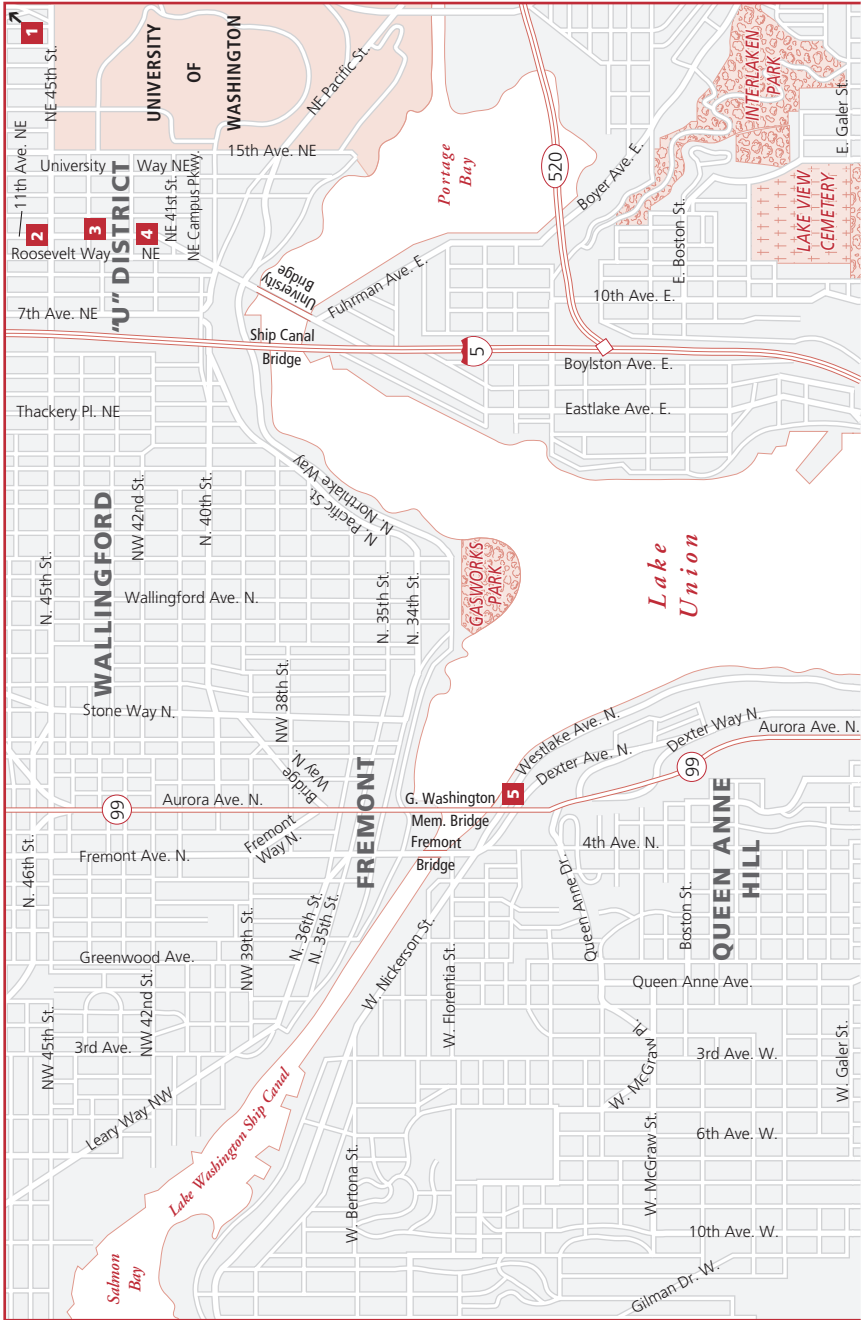 1
NE 45th St.
11th Ave. NE
2
3
4
Roosevelt Way
NE
"U" DISTRICT
7th Ave. NE
University
Way NE
NE 41st St.
NE Campus Pkwy.
15th Ave. NE
UNIVERSITY
OF
WASHINGTON
NE Pacific St.
Portage
Bay
520
Boyer Ave. E.
INTERLAKEN
PARK
E. Galer St.
LAKE VIEW
CEMETERY
E. Boston St.
10th Ave. E.
University
Bridge
Fuhrman Ave. E.
Ship Canal
Bridge
5
Boylston Ave. E.
Eastlake Ave. E.
Thackery Pl. NE
WALLINGFORD
NW 42nd St.
N. 40th St.
N. 45th St.
Wallingford Ave. N.
N. Pacific St.
N. Northlake Way
N. 35th St.
N. 34th St.
GASWORKS
PARK
Lake
Union
Stone Way N.
NW 38th St.
Bridge
Way N.
99
Aurora Ave. N.
FREMONT
Fremont
Way N.
Fremont Ave. N.
N. 46th St.
G. Washington
Mem. Bridge
Fremont
Bridge
5
Westlake Ave. N.
Dexter Ave. N.
Dexter Way N.
Aurora Ave. N.
99
4th Ave. N.
Queen Anne Dr.
Boston St.
QUEEN ANNE
HILL
Greenwood Ave.
NW 39th St.
N. 36th St.
N. 35th St.
NW 45th St.
NW 42nd St.
3rd Ave.
Leary Way NW
Lake Washington Ship Canal
Salmon
Bay
W. Nickerson St.
W. Florentia St.
W. Bertona St.
Queen Anne Ave.
W. McGraw
Pl.
3rd Ave. W.
W. Galer St.
6th Ave. W.
W. McGraw St.
10th Ave. W.
Gilman Dr. W.